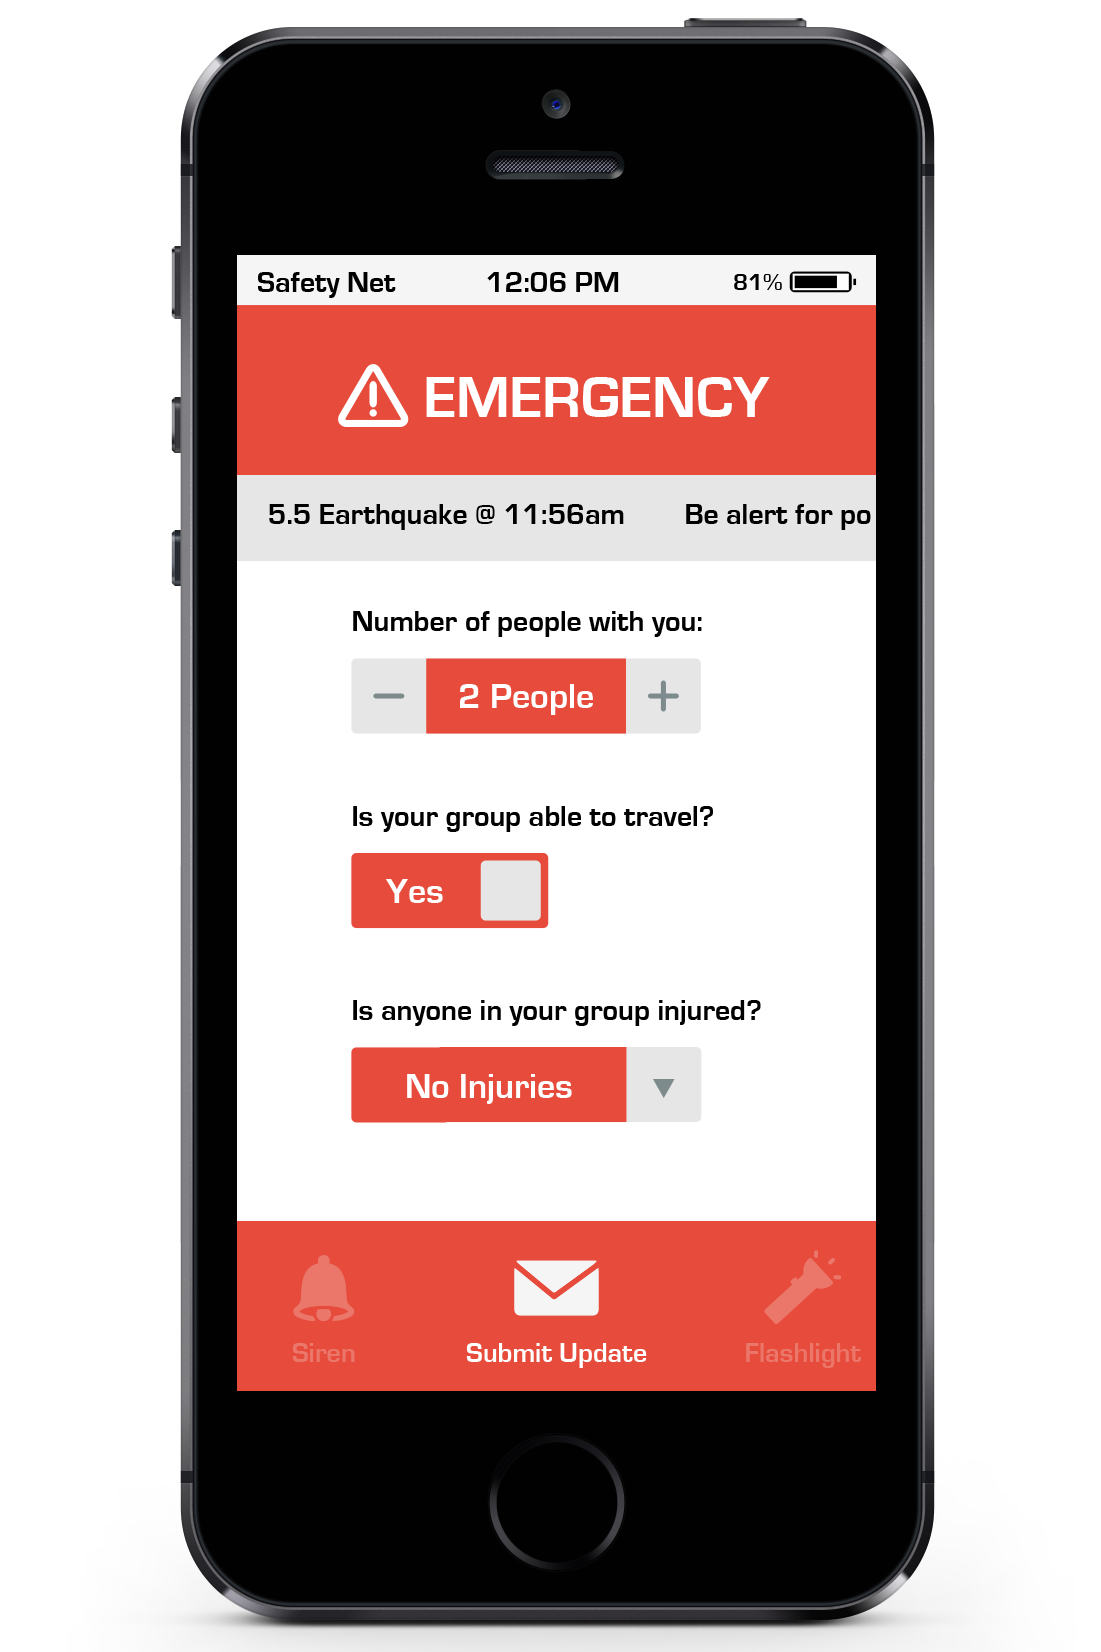 Safety Net 12:06 PM 81%
EMERGENCY
5.5 Earthquake @ 11:56am Be alert for po
Number of people with you:
2 People
Is your group able to travel?
Yes
Is anyone in your group injured?
No Injuries
Siren Submit Update Flashlight